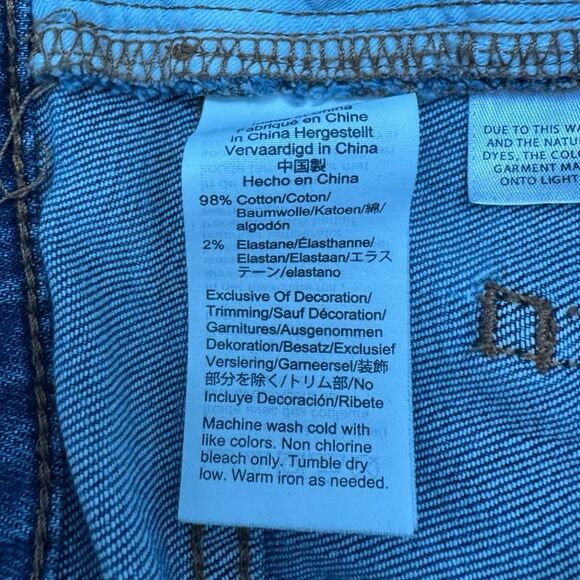 Fabriqué en Chine
in China Hergestellt
Vervaardigd in China
中国製
Hecho en China
98% Cotton/Coton/
Baumwolle/Katoen/綿/
algodón
2% Elastane/Élasthanne/
Elastan/Elastaan/エラス
テーン/elastano
Exclusive Of Decoration/
Trimming/Sauf Décoration/
Garnitures/Ausgenommen
Dekoration/Besatz/Exclusief
Versiering/Garneersel/装飾
部分を除く/トリム部/No
Incluye Decoración/Ribete
Machine wash cold with
like colors. Non chlorine
bleach only. Tumble dry
low. Warm iron as needed.
DUE TO THIS
AND THE
DYES, THE
GARMENT
ONTO LIGHT